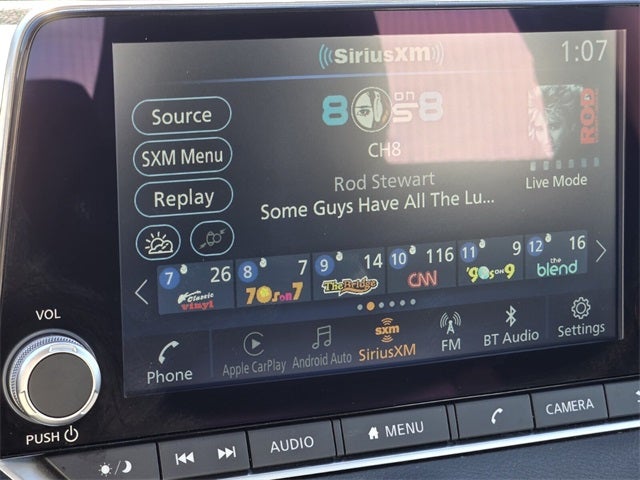 SiriusXM
1:07
Source
SXM Menu
Replay
80s on 8
CH8
Rod Stewart
Some Guys Have All The Lu...
ROD
Live Mode
7 26 Classic vinyl
8 7 70s on 7
9 14 The Bridge
10 116 CNN
11 9 '90s ON 9
12 16 the blend
Phone
Apple CarPlay
Android Auto
sxm
SiriusXM
FM
BT Audio
Settings
VOL
PUSH
AUDIO
MENU
CAMERA